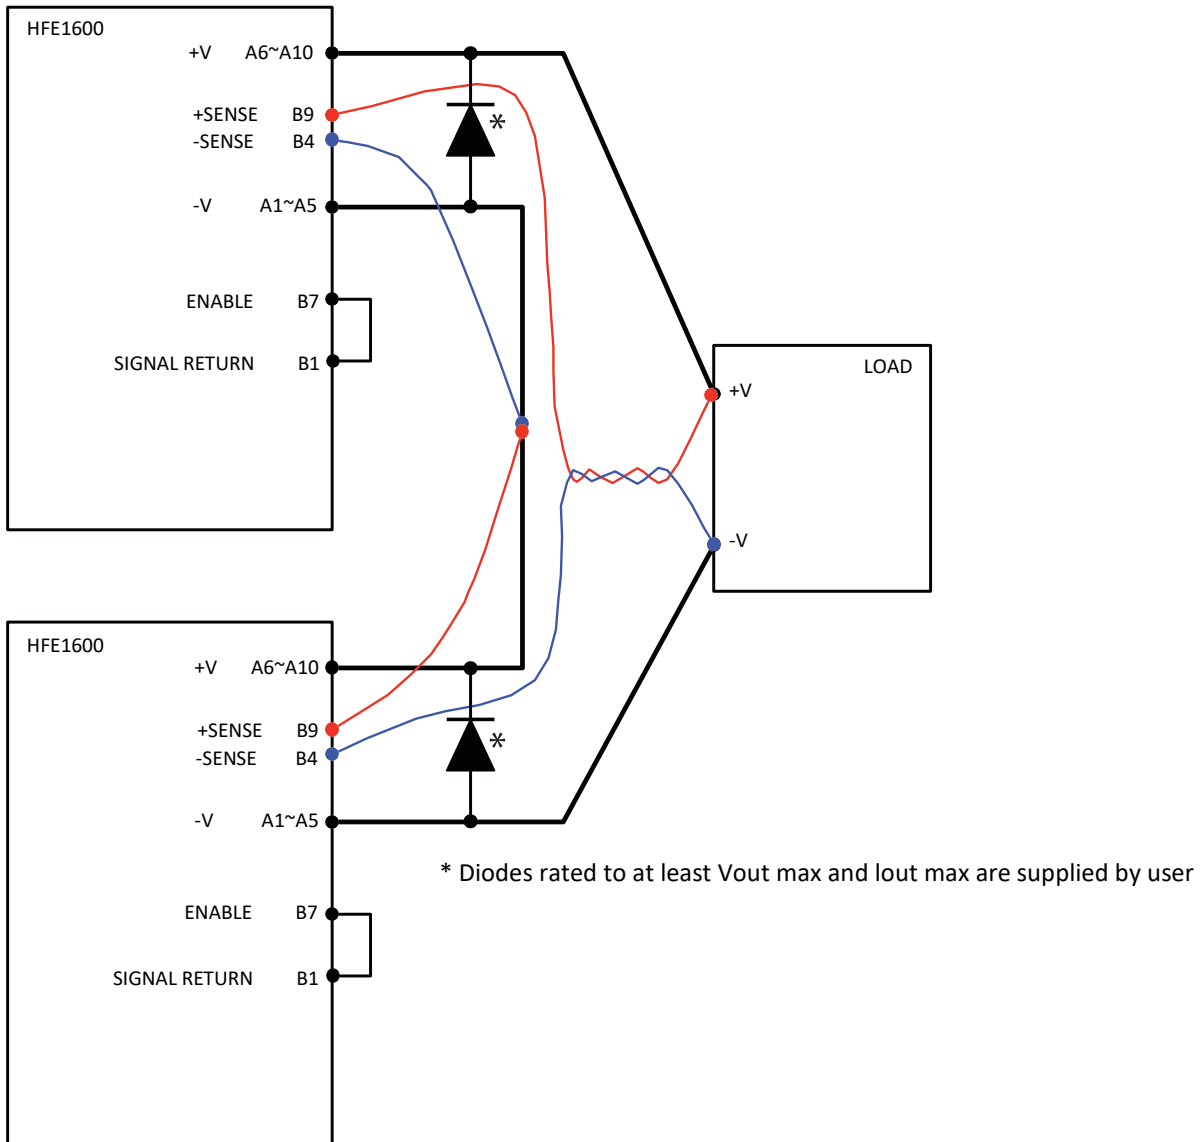 HFE1600
+V A6~A10
+SENSE B9
-SENSE B4
-V A1~A5
ENABLE B7
SIGNAL RETURN B1
*
LOAD
+V
-V
HFE1600
+V A6~A10
+SENSE B9
-SENSE B4
-V A1~A5
ENABLE B7
SIGNAL RETURN B1
*
* Diodes rated to at least Vout max and Iout max are supplied by user